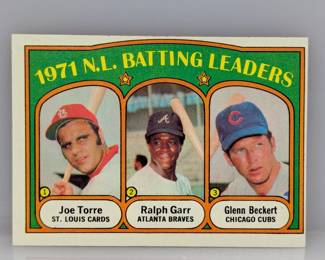 1971 N.L. BATTING LEADERS
1
2
3
Joe Torre
ST. LOUIS CARDS
Ralph Garr
ATLANTA BRAVES
Glenn Beckert
CHICAGO CUBS